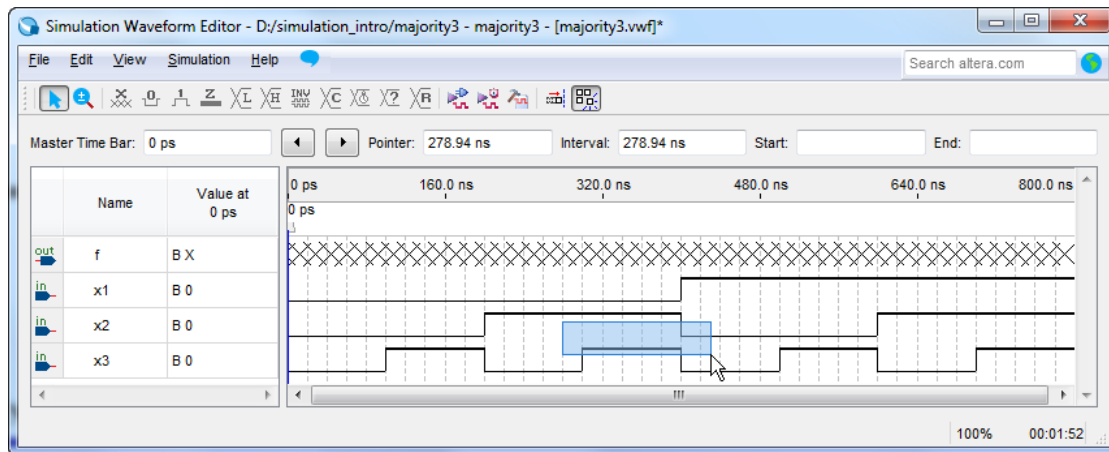 Simulation Waveform Editor - D:/simulation_intro/majority3 - majority3 - [majority3.vwf]*
File Edit View Simulation Help
Search altera.com
Master Time Bar: 0 ps Pointer: 278.94 ns Interval: 278.94 ns Start: End:
Name Value at 0 ps
0 ps 160.0 ns 320.0 ns 480.0 ns 640.0 ns 800.0 ns
0 ps
out f B X
in x1 B 0
in x2 B 0
in x3 B 0
100% 00:01:52